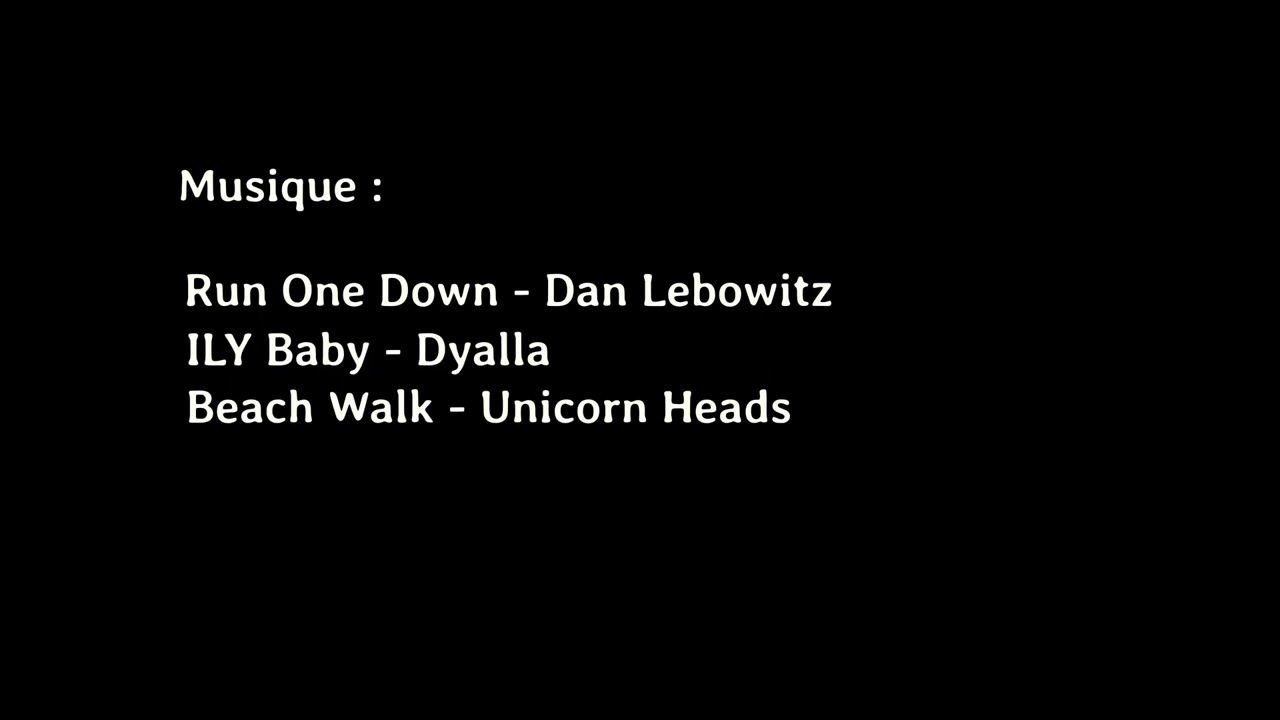 Musique :
Run One Down - Dan Lebowitz
ILY Baby - Dyalla
Beach Walk - Unicorn Heads